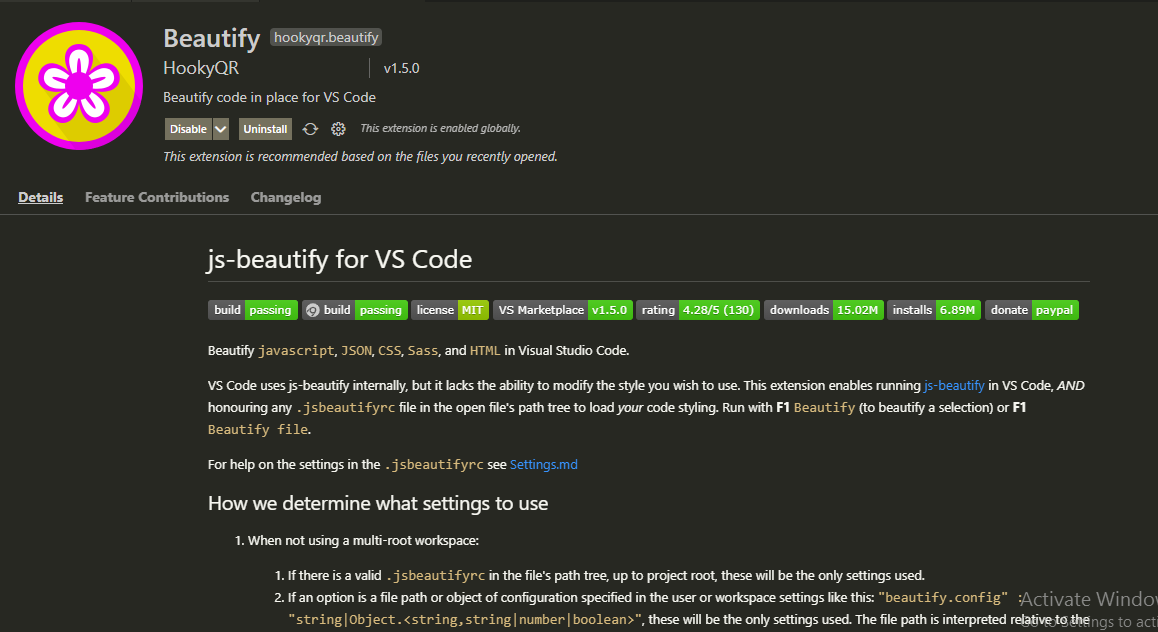 Beautify hookyqr.beautify
HookyQR v1.5.0
Beautify code in place for VS Code
Disable Uninstall This extension is enabled globally.
This extension is recommended based on the files you recently opened.
Details Feature Contributions Changelog
js-beautify for VS Code
build passing build passing license MIT VS Marketplace v1.5.0 rating 4.28/5 (130) downloads 15.02M installs 6.89M donate paypal
Beautify javascript, JSON, CSS, Sass, and HTML in Visual Studio Code.
VS Code uses js-beautify internally, but it lacks the ability to modify the style you wish to use. This extension enables running js-beautify in VS Code, AND
honouring any .jsbeautifyrc file in the open file's path tree to load your code styling. Run with F1 Beautify (to beautify a selection) or F1
Beautify file.
For help on the settings in the .jsbeautifyrc see Settings.md
How we determine what settings to use
1. When not using a multi-root workspace:
1. If there is a valid .jsbeautifyrc in the file's path tree, up to project root, these will be the only settings used.
2. If an option is a file path or object of configuration specified in the user or workspace settings like this: "beautify.config" :
"string|Object.<string,string|number|boolean>", these will be the only settings used. The file path is interpreted relative to the
Activate Windo
Go to Settings to acti